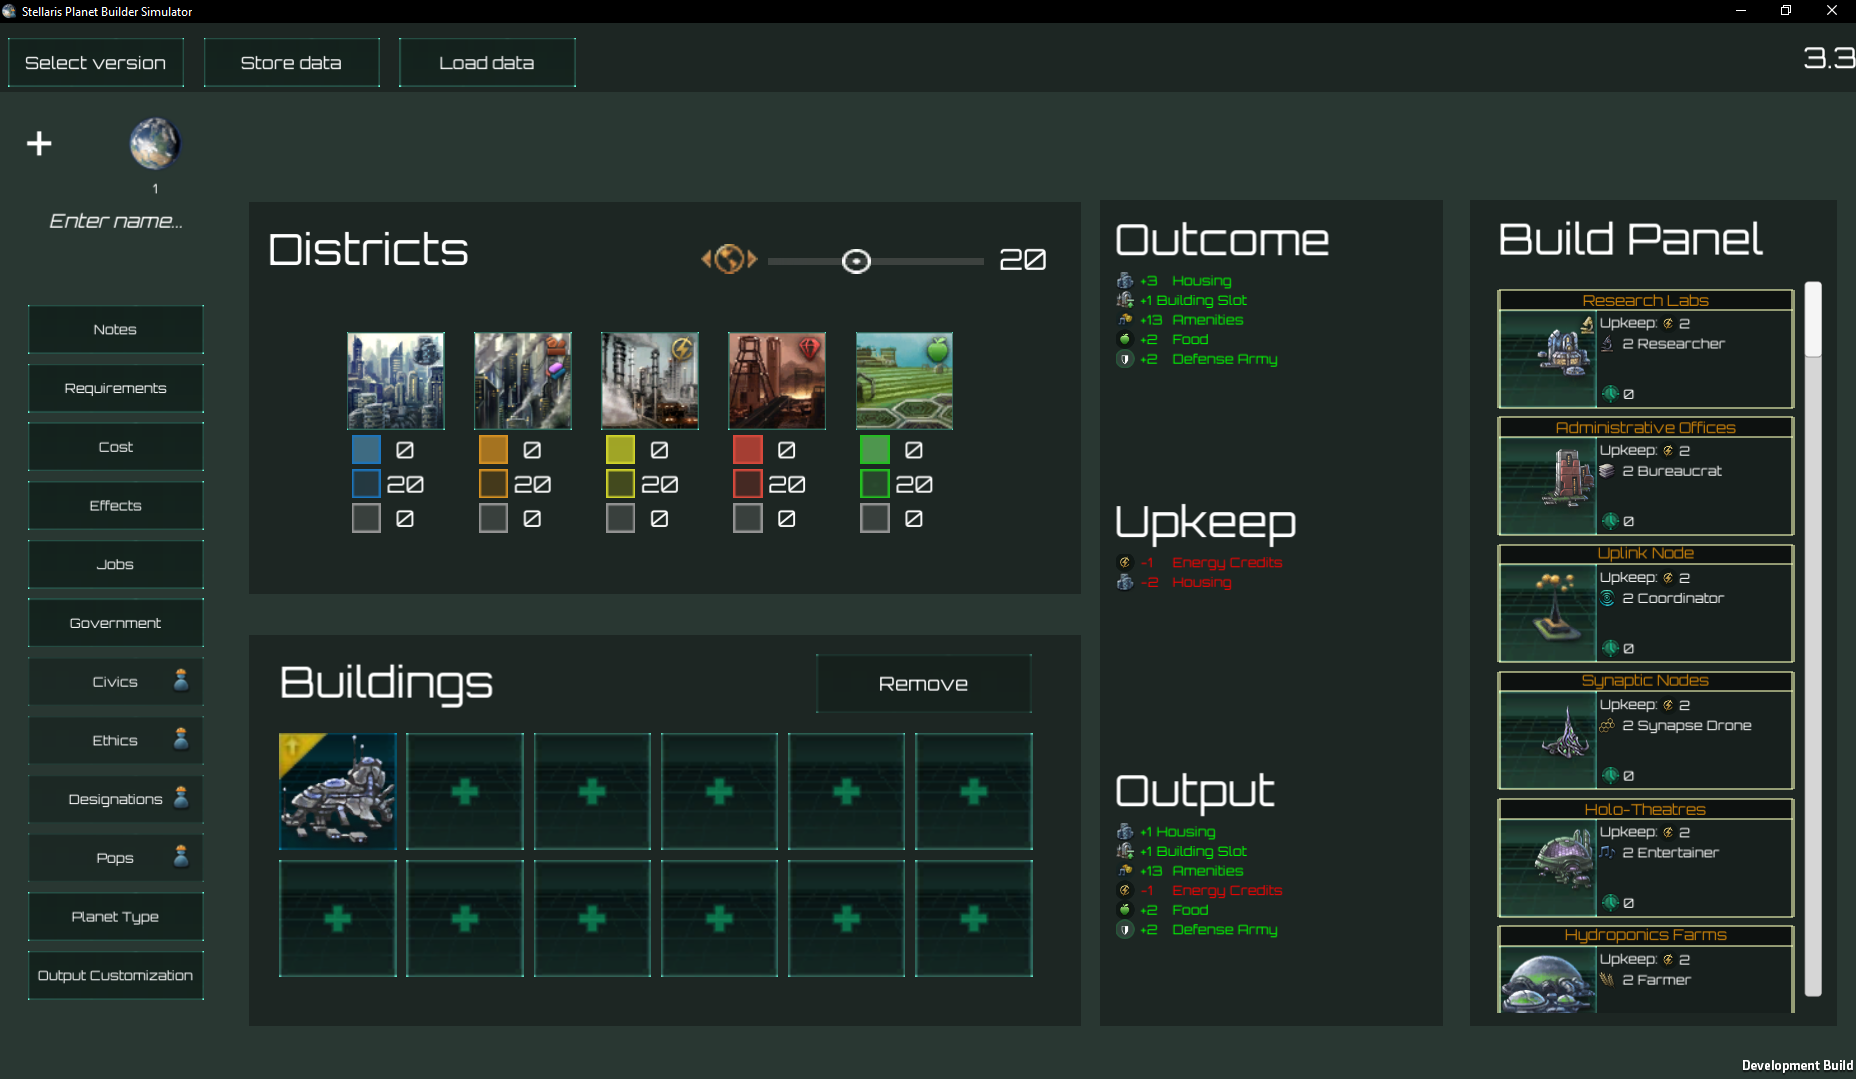 Stellaris Planet Builder Simulator
Select version
Store data
Load data
3.3
1
Enter name...
Notes
Requirements
Cost
Effects
Jobs
Government
Civics
Ethics
Designations
Pops
Planet Type
Output Customization
Districts
20
0
0
0
0
0
20
20
20
20
20
0
0
0
0
0
Buildings
Remove
Outcome
+3 Housing
+1 Building Slot
+13 Amenities
+2 Food
+2 Defense Army
Upkeep
-1 Energy Credits
-2 Housing
Output
+1 Housing
+1 Building Slot
+13 Amenities
-1 Energy Credits
+2 Food
+2 Defense Army
Build Panel
Research Labs
Upkeep: 2
2 Researcher
0
Administrative Offices
Upkeep: 2
2 Bureaucrat
0
Uplink Node
Upkeep: 2
2 Coordinator
0
Synaptic Nodes
Upkeep: 2
2 Synapse Drone
0
Holo-Theatres
Upkeep: 2
2 Entertainer
0
Hydroponics Farms
Upkeep: 2
2 Farmer
Development Build